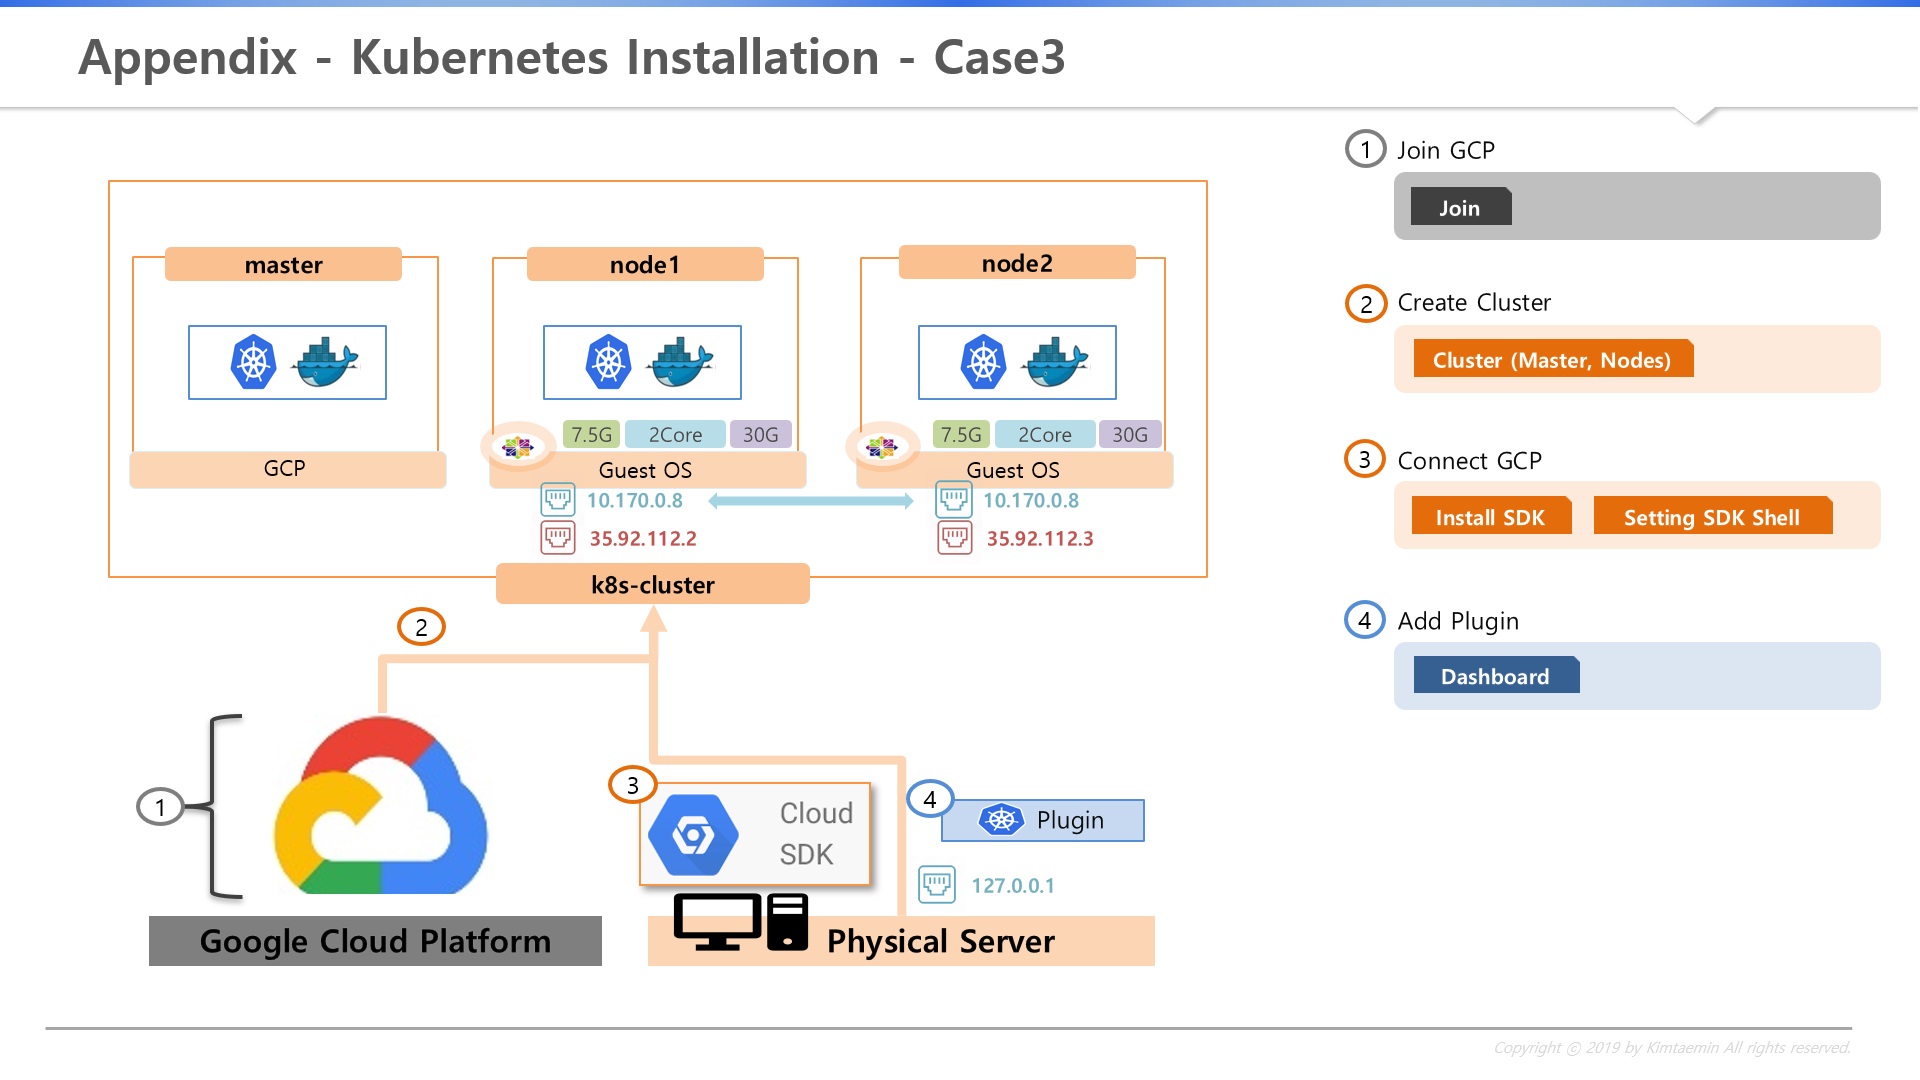 Appendix - Kubernetes Installation - Case3
master
node1
node2
7.5G 2Core 30G
7.5G 2Core 30G
GCP
Guest OS
Guest OS
10.170.0.8
10.170.0.8
35.92.112.2
35.92.112.3
k8s-cluster
2
1
3
Cloud
SDK
4
Plugin
127.0.0.1
Google Cloud Platform
Physical Server
1 Join GCP
Join
2 Create Cluster
Cluster (Master, Nodes)
3 Connect GCP
Install SDK
Setting SDK Shell
4 Add Plugin
Dashboard
Copyright ⓒ 2019 by Kimtaemin All rights reserved.